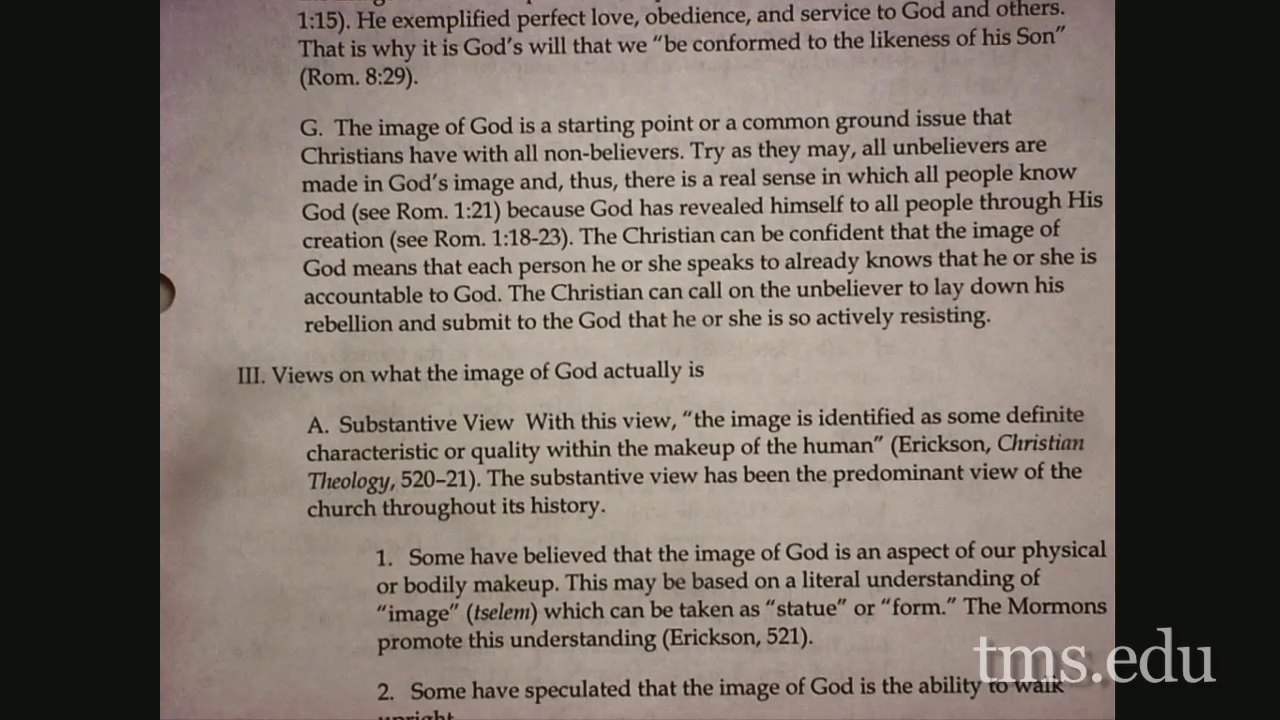 1:15). He exemplified perfect love, obedience, and service to God and others.
That is why it is God's will that we “be conformed to the likeness of his Son”
(Rom. 8:29).
G. The image of God is a starting point or a common ground issue that
Christians have with all non-believers. Try as they may, all unbelievers are
made in God's image and, thus, there is a real sense in which all people know
God (see Rom. 1:21) because God has revealed himself to all people through His
creation (see Rom. 1:18-23). The Christian can be confident that the image of
God means that each person he or she speaks to already knows that he or she is
accountable to God. The Christian can call on the unbeliever to lay down his
rebellion and submit to the God that he or she is so actively resisting.
III. Views on what the image of God actually is
A. Substantive View With this view, “the image is identified as some definite
characteristic or quality within the makeup of the human” (Erickson, Christian
Theology, 520–21). The substantive view has been the predominant view of the
church throughout its history.
1. Some have believed that the image of God is an aspect of our physical
or bodily makeup. This may be based on a literal understanding of
“image” (tselem) which can be taken as “statue” or “form.” The Mormons
promote this understanding (Erickson, 521).
2. Some have speculated that the image of God is the ability to walk
upright
tms.edu